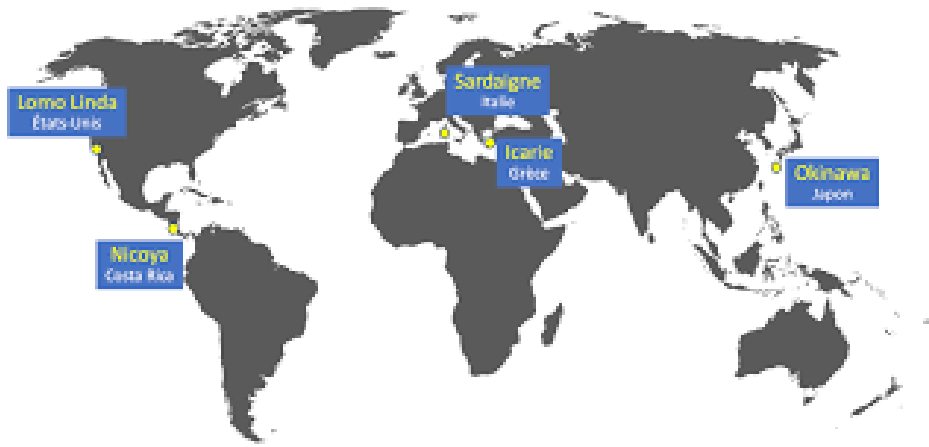 Lomo Linda
États-Unis
Sardaigne
Italie
Icarie
Grèce
Okinawa
Japon
Nicoya
Costa Rica